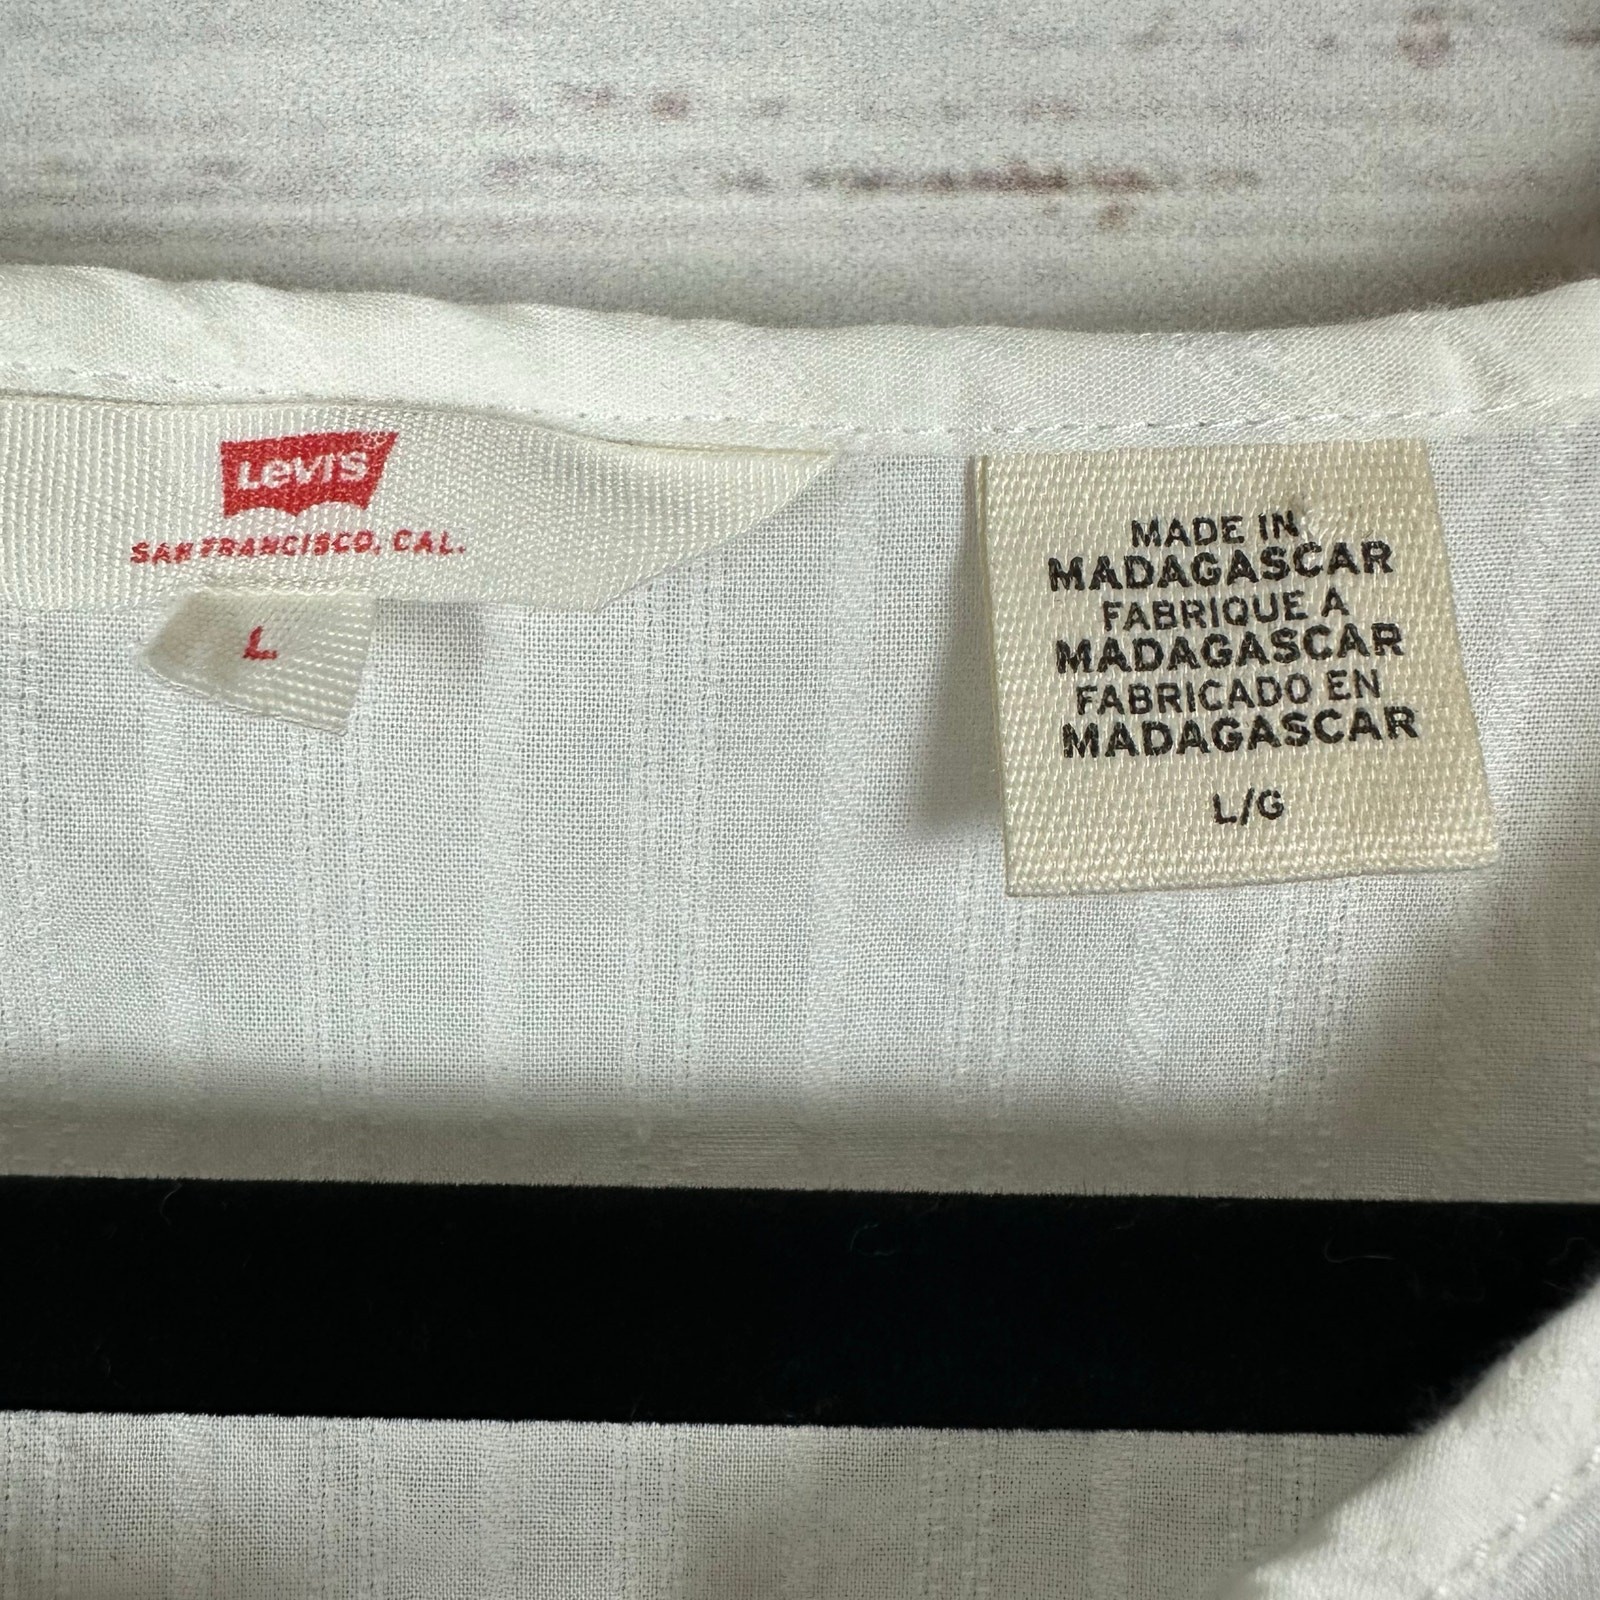 LEVI'S
SAN FRANCISCO, CAL.
L
MADE IN
MADAGASCAR
FABRIQUE A
MADAGASCAR
FABRICADO EN
MADAGASCAR
L/G